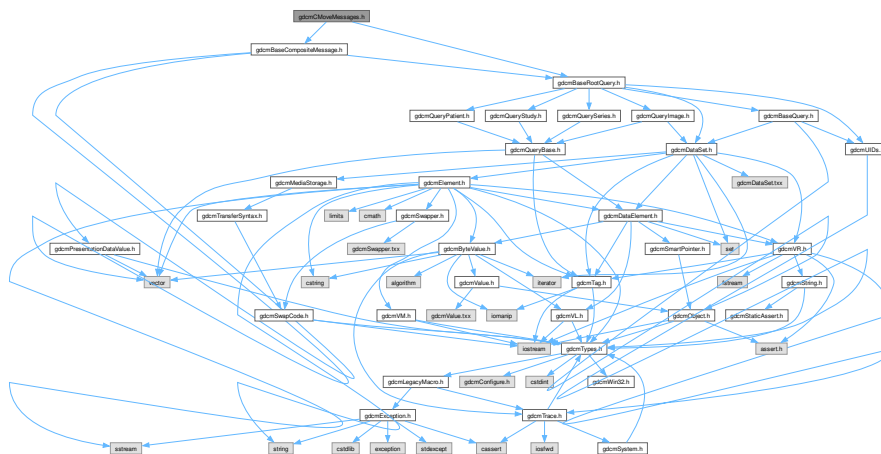 gdcmCMoveMessages.h
gdcmBaseCompositeMessage.h
gdcmBaseRootQuery.h
gdcmQueryPatient.h
gdcmQueryStudy.h
gdcmQuerySeries.h
gdcmQueryImage.h
gdcmBaseQuery.h
gdcmQueryBase.h
gdcmDataSet.h
gdcmUIDs.
gdcmMediaStorage.h
gdcmElement.h
gdcmDataSet.txx
gdcmTransferSyntax.h
limits
cmath
gdcmSwapper.h
gdcmDataElement.h
gdcmPresentationDataValue.h
gdcmSwapper.txx
gdcmByteValue.h
gdcmSmartPointer.h
set
gdcmVR.h
vector
cstring
algorithm
gdcmValue.h
iterator
gdcmTag.h
fstream
gdcmString.h
gdcmSwapCode.h
gdcmVM.h
gdcmValue.txx
iomanip
gdcmVL.h
gdcmObject.h
gdcmStaticAssert.h
iostream
gdcmTypes.h
assert.h
gdcmLegacyMacro.h
gdcmConfigure.h
cstdint
gdcmWin32.h
gdcmException.h
gdcmTrace.h
sstream
string
cstdlib
exception
stdexcept
cassert
iosfwd
gdcmSystem.h